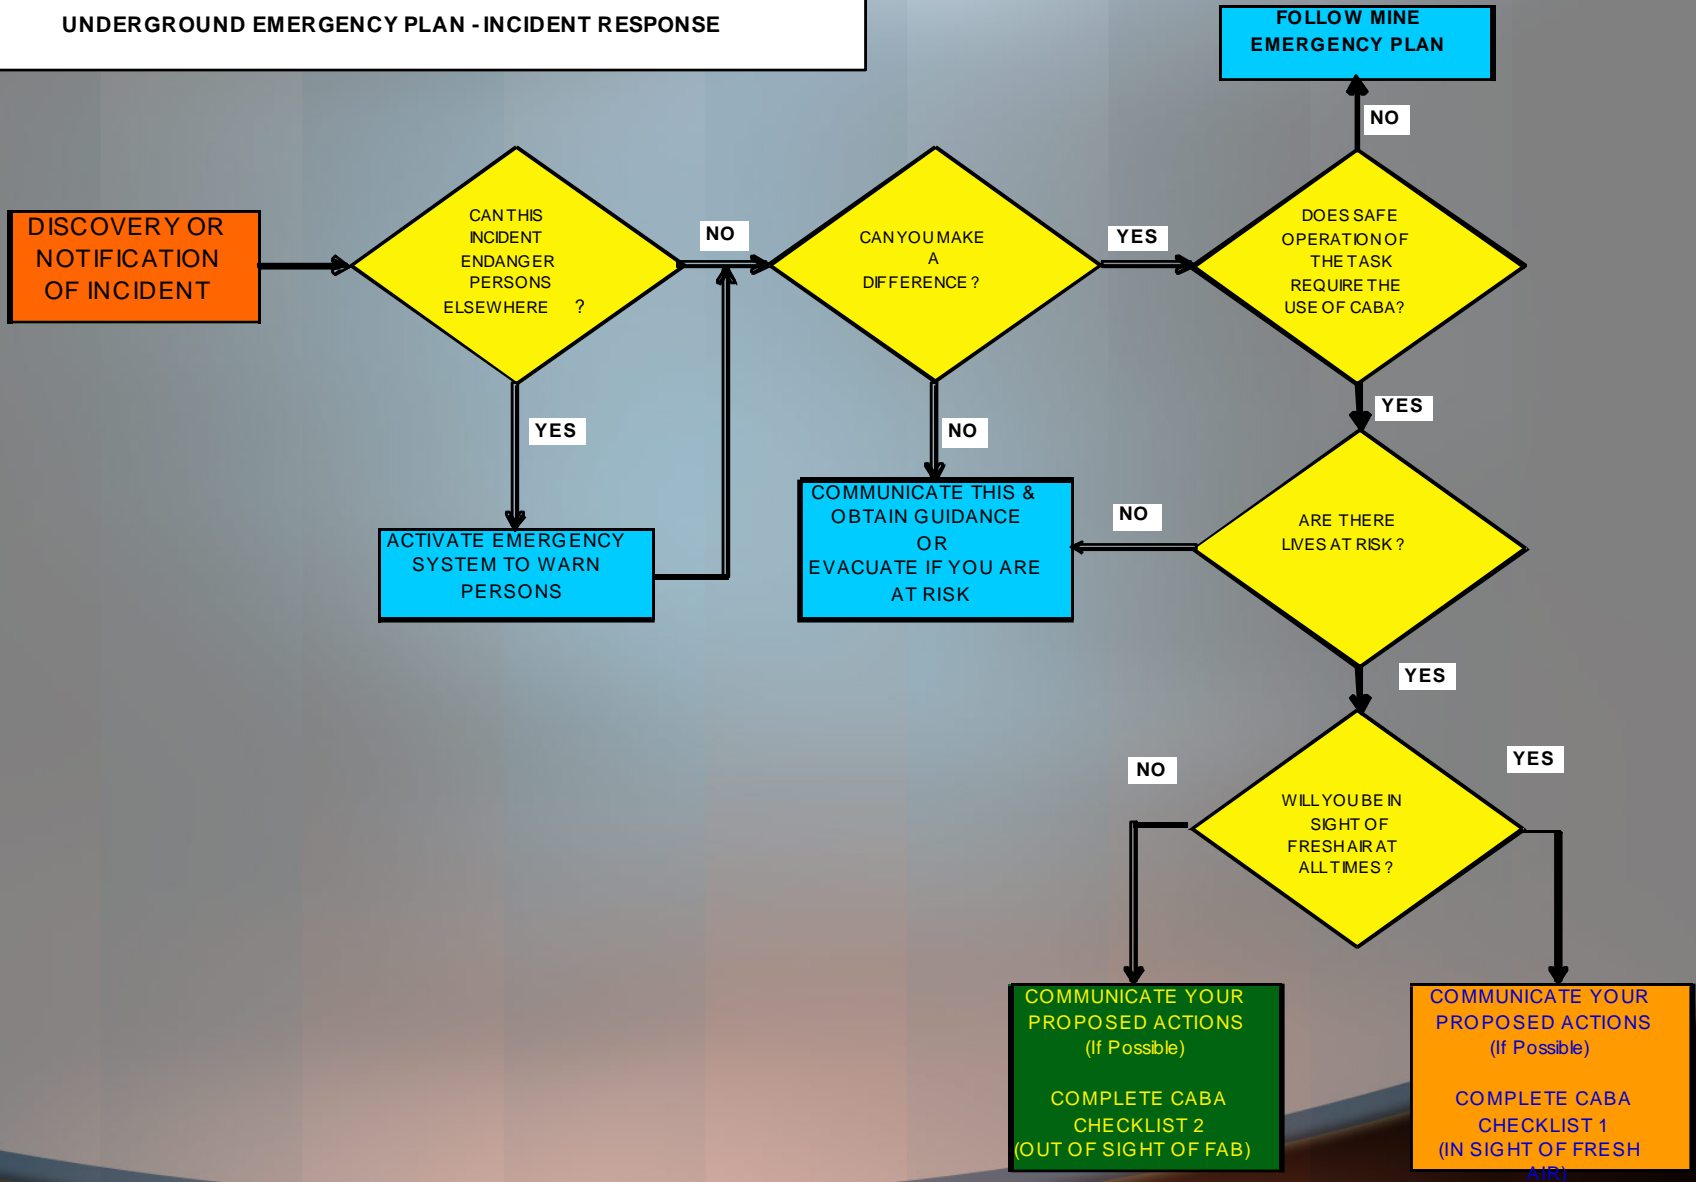 UNDERGROUND EMERGENCY PLAN - INCIDENT RESPONSE
FOLLOW MINE
EMERGENCY PLAN
NO
DISCOVERY OR
NOTIFICATION
OF INCIDENT
CAN THIS
INCIDENT
ENDANGER
PERSONS
ELSEWHERE ?
NO
CAN YOU MAKE
A
DIFFERENCE ?
YES
DOES SAFE
OPERATION OF
THE TASK
REQUIRE THE
USE OF CABA?
YES
YES
NO
ACTIVATE EMERGENCY
SYSTEM TO WARN
PERSONS
COMMUNICATE THIS &
OBTAIN GUIDANCE
OR
EVACUATE IF YOU ARE
AT RISK
NO
ARE THERE
LIVES AT RISK ?
YES
NO
WILL YOU BE IN
SIGHT OF
FRESH AIR AT
ALL TIMES ?
YES
COMMUNICATE YOUR
PROPOSED ACTIONS
(If Possible)
COMPLETE CABA
CHECKLIST 2
(OUT OF SIGHT OF FAB)
COMMUNICATE YOUR
PROPOSED ACTIONS
(If Possible)
COMPLETE CABA
CHECKLIST 1
(IN SIGHT OF FRESH
AIR)